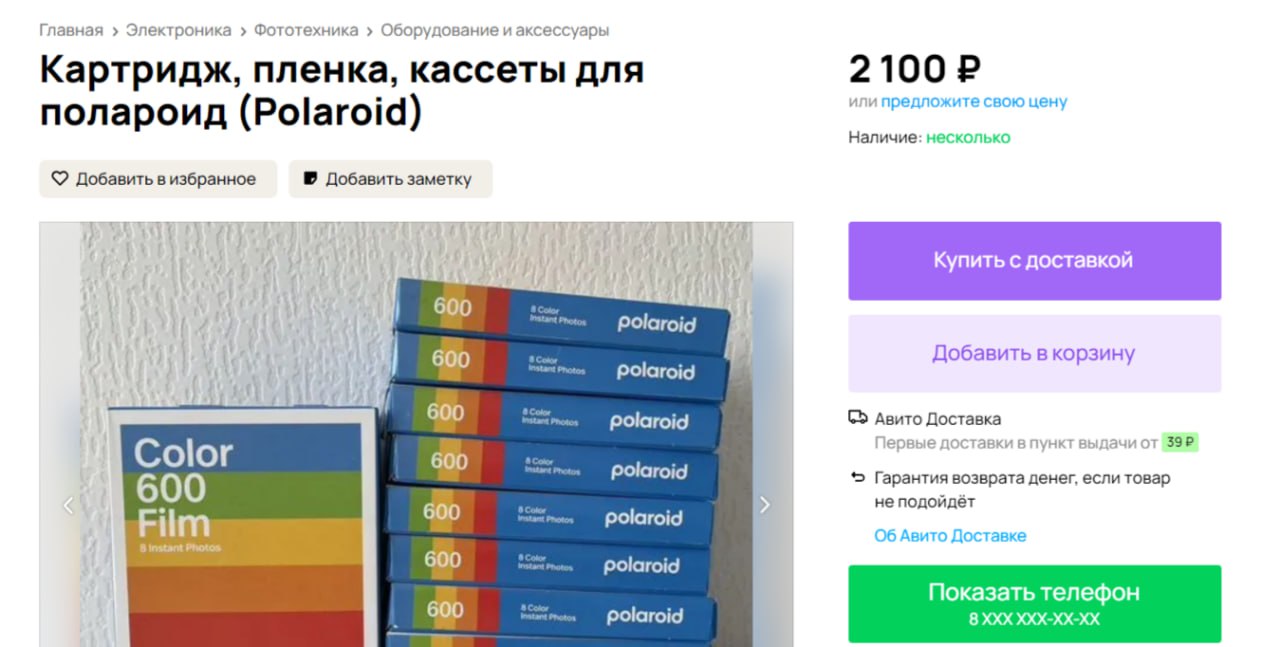 Главная › Электроника › Фототехника › Оборудование и аксессуары
Картридж, пленка, кассеты для
полароид (Polaroid)
Добавить в избранное
Добавить заметку
2 100 ₽
или предложите свою цену
Наличие: несколько
Купить с доставкой
Добавить в корзину
Авито Доставка
Первые доставки в пункт выдачи от 39 ₽
Гарантия возврата денег, если товар
не подойдёт
Об Авито Доставке
Показать телефон
8 XXX XXX-XX-XX
Color
600
Film
8 Instant Photos
600
8 Color
Instant Photos
polaroid
600
8 Color
Instant Photos
polaroid
600
8 Color
Instant Photos
polaroid
600
8 Color
Instant Photos
polaroid
600
8 Color
Instant Photos
polaroid
600
8 Color
Instant Photos
polaroid
600
8 Color
Instant Photos
polaroid